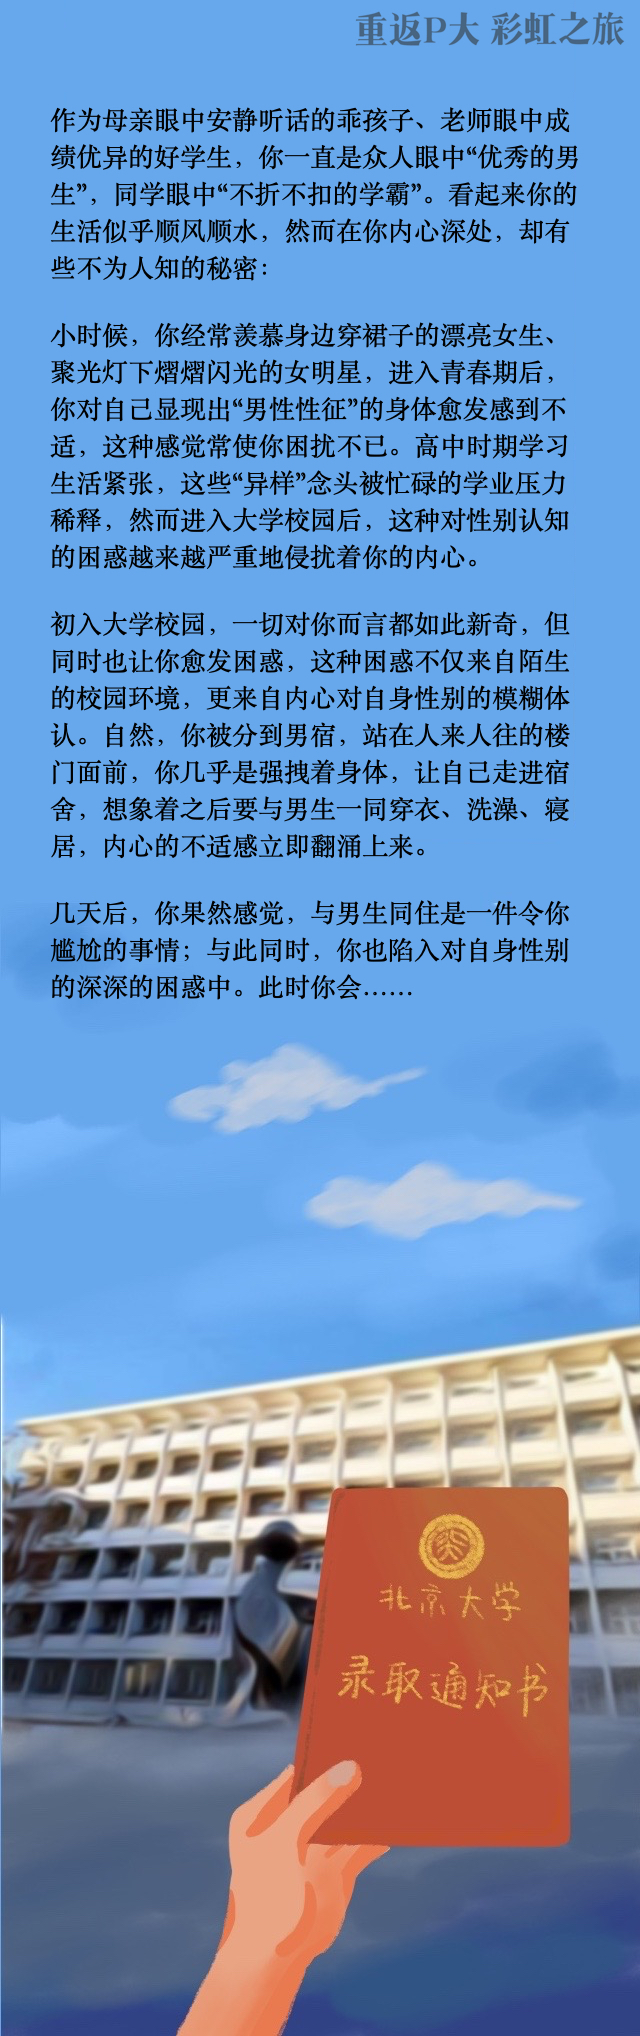 重返P大 彩虹之旅
作为母亲眼中安静听话的乖孩子、老师眼中成
绩优异的好学生，你一直是众人眼中“优秀的男
生”，同学眼中“不折不扣的学霸”。看起来你的
生活似乎顺风顺水，然而在你内心深处，却有
些不为人知的秘密：
小时候，你经常羡慕身边穿裙子的漂亮女生、
聚光灯下熠熠闪光的女明星，进入青春期后，
你对自己显现出“男性性征”的身体愈发感到不
适，这种感觉常使你困扰不已。高中时期学习
生活紧张，这些“异样”念头被忙碌的学业压力
稀释，然而进入大学校园后，这种对性别认知
的困惑越来越严重地侵扰着你的内心。
初入大学校园，一切对你而言都如此新奇，但
同时也让你愈发困惑，这种困惑不仅来自陌生
的校园环境，更来自内心对自身性别的模糊体
认。自然，你被分到男宿，站在人来人往的楼
门面前，你几乎是强拽着身体，让自己走进宿
舍，想象着之后要与男生一同穿衣、洗澡、寝
居，内心的不适感立即翻涌上来。
几天后，你果然感觉，与男生同住是一件令你
尴尬的事情；与此同时，你也陷入对自身性别
的深深的困惑中。此时你会……
北京大学
录取通知书